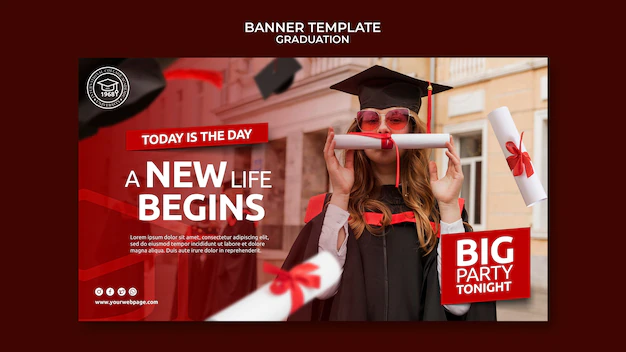 BANNER TEMPLATE
GRADUATION
1968
TODAY IS THE DAY
A NEW LIFE
BEGINS
Lorem ipsum dolor sit amet, consectetur
adipiscing elit, sed do eiusmod tempor
incididunt ut labore et dolore magna aliqua.
Duis aute irure dolor in reprehenderit.
www.yourwebpage.com
BIG
PARTY
TONIGHT